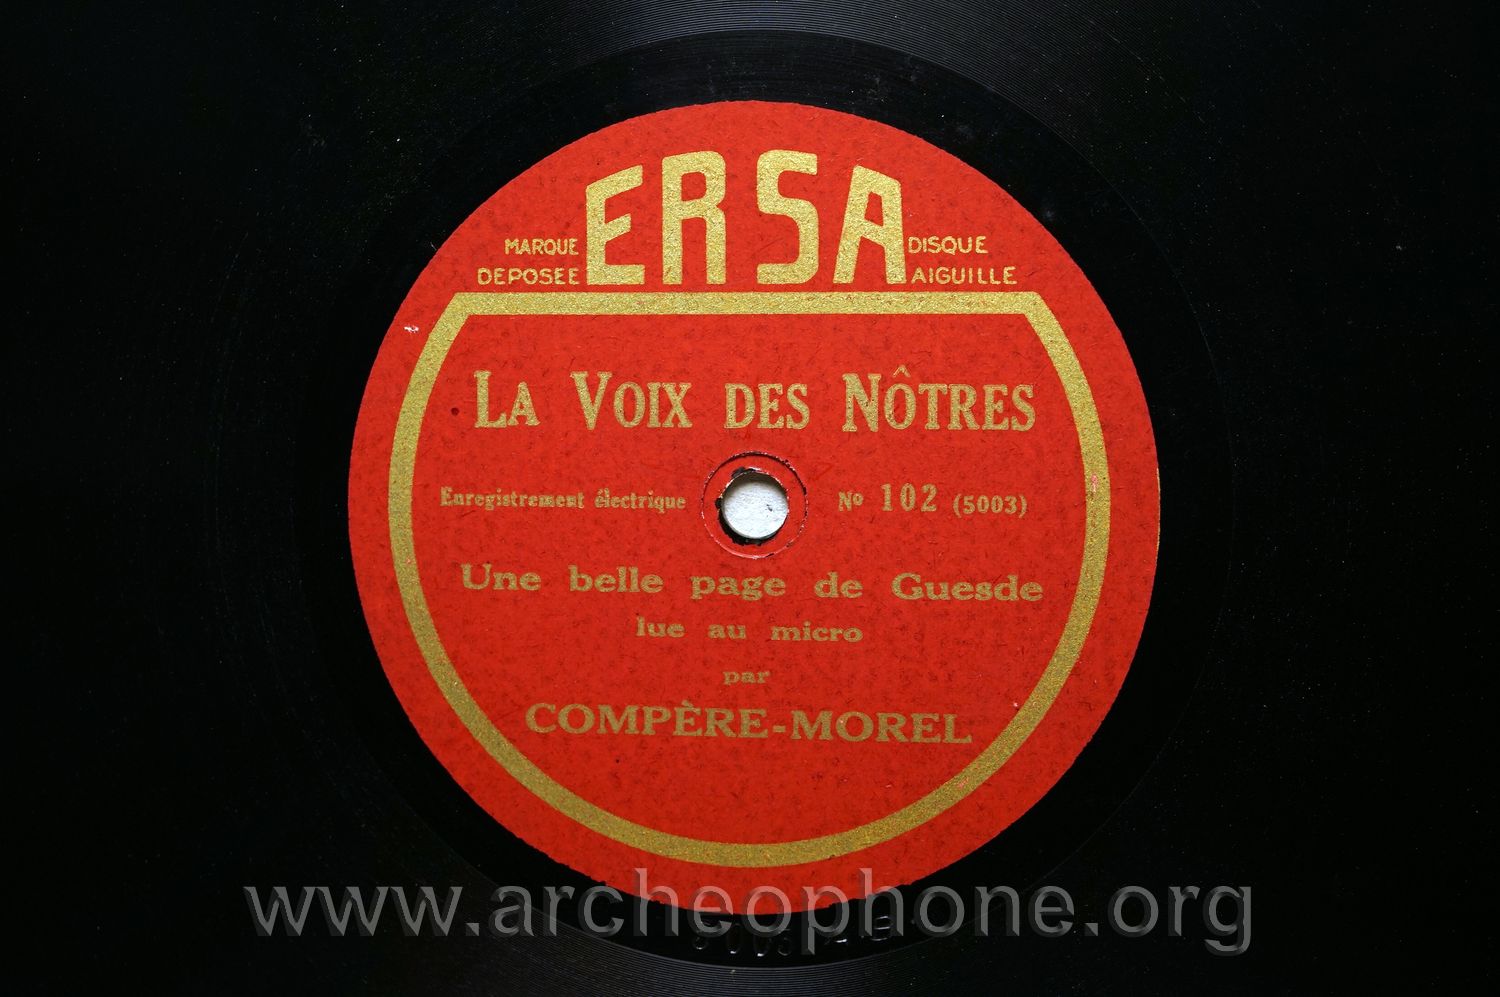 ERSA
MARQUE DISQUE
DEPOSEE AIGUILLE
LA VOIX DES NÔTRES
Enregistrement électrique No 102 (5003)
Une belle page de Guesde
lue au micro
par
COMPÈRE-MOREL
www.archeophone.org